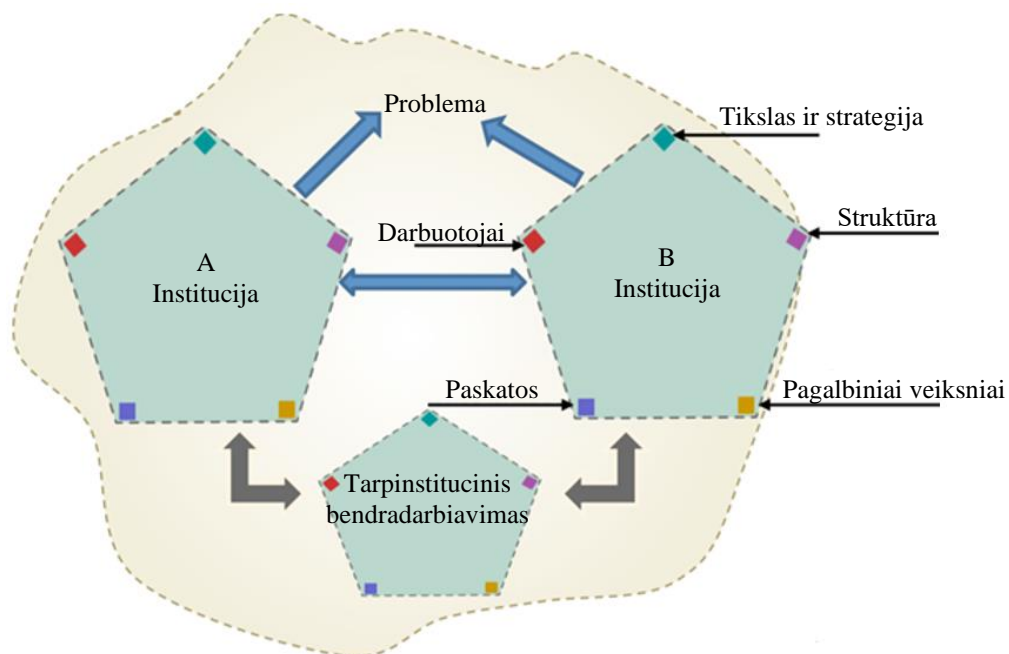 Problema
Tikslas ir strategija
Struktūra
Darbuotojai
A
Institucija
B
Institucija
Paskatos
Pagalbiniai veiksniai
Tarpinstitucinis
bendradarbiavimas